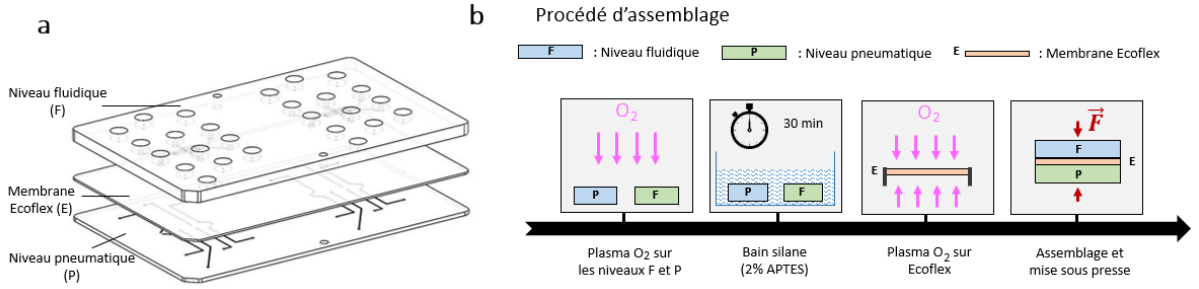 a
Niveau fluidique
(F)
Membrane
Ecoflex (E)
Niveau pneumatique
(P)
b
Procédé d’assemblage
F : Niveau fluidique
P : Niveau pneumatique
E : Membrane Ecoflex
O2
P F
Plasma O2 sur
les niveaux F et P
30 min
P F
Bain silane
(2% APTES)
O2
E
Plasma O2 sur
Ecoflex
F
F
E
P
Assemblage et
mise sous presse